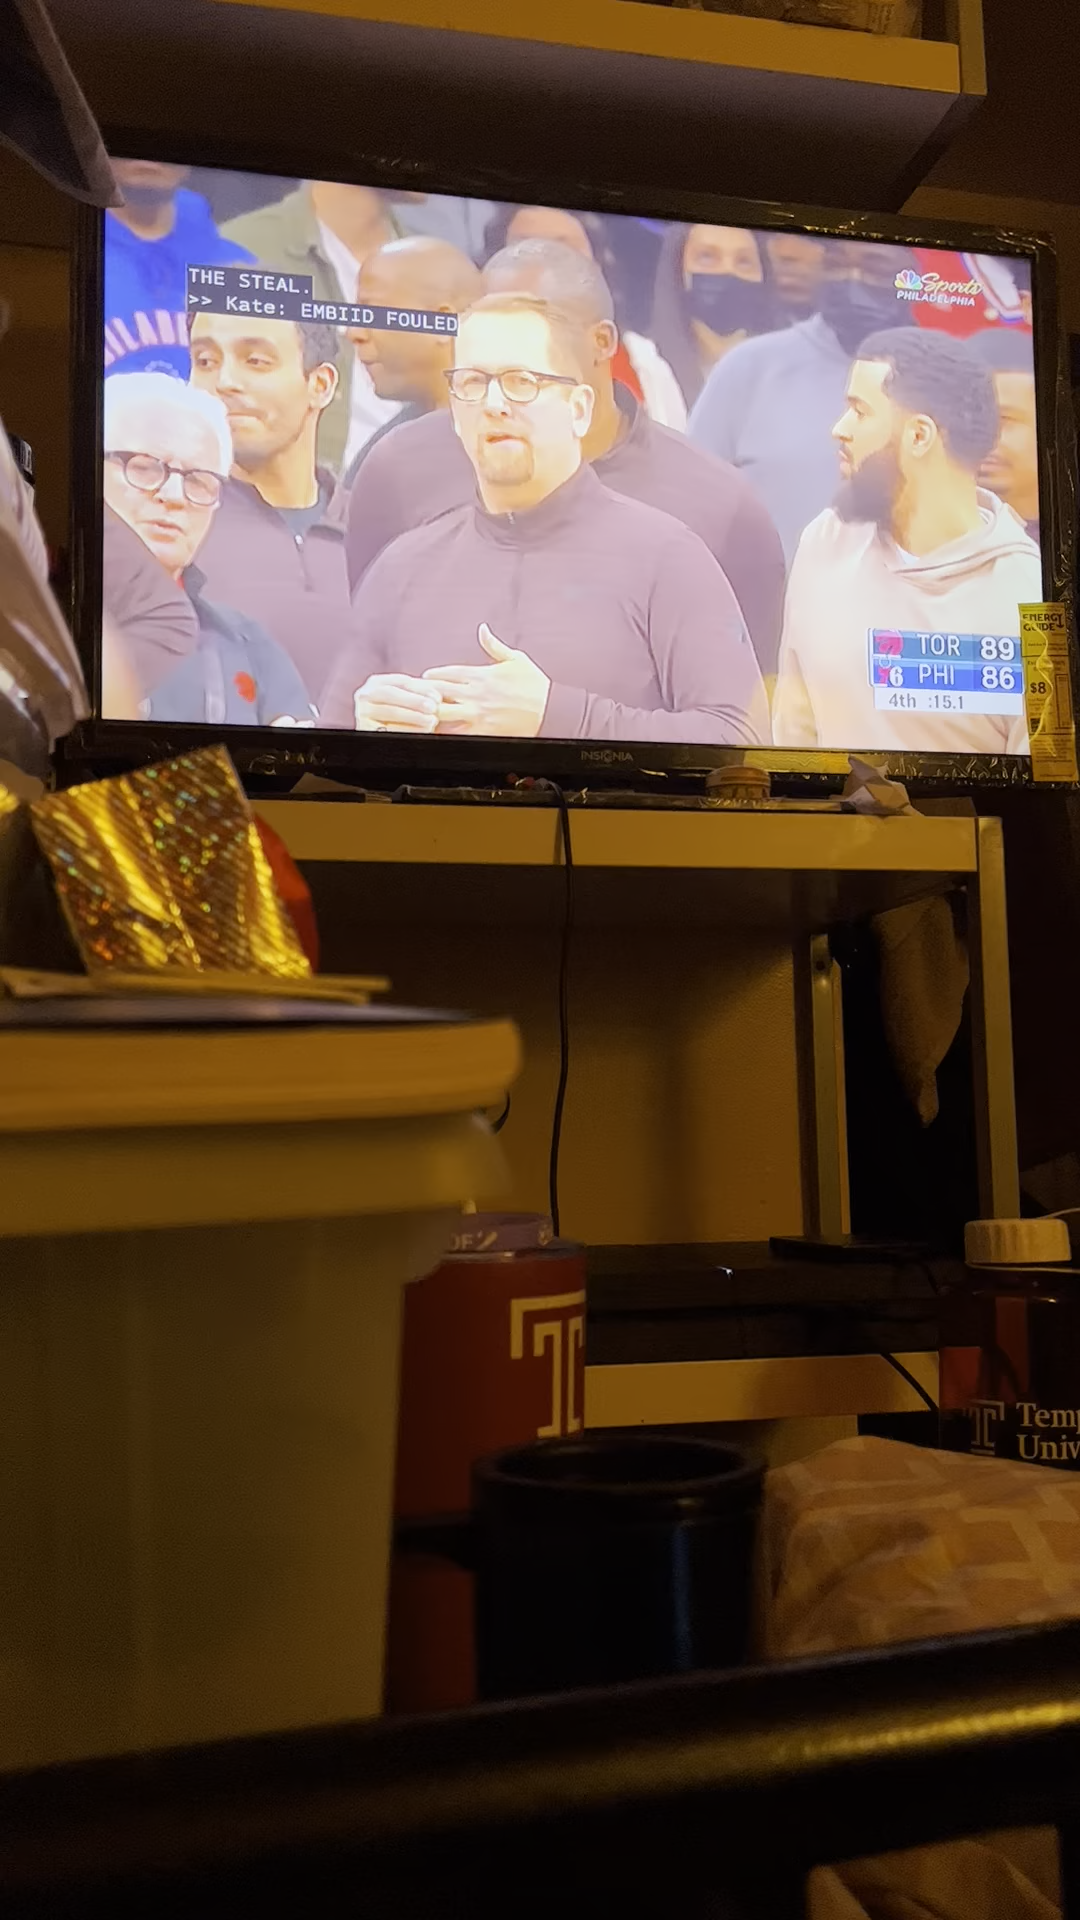 THE STEAL.
>> Kate: EMBIID FOULED
Sports
PHILADELPHIA
TOR 89
6 PHI 86
4th :15.1
ENERGY
GUIDE
$8
INSIGNIA
T
T Temp
Univ